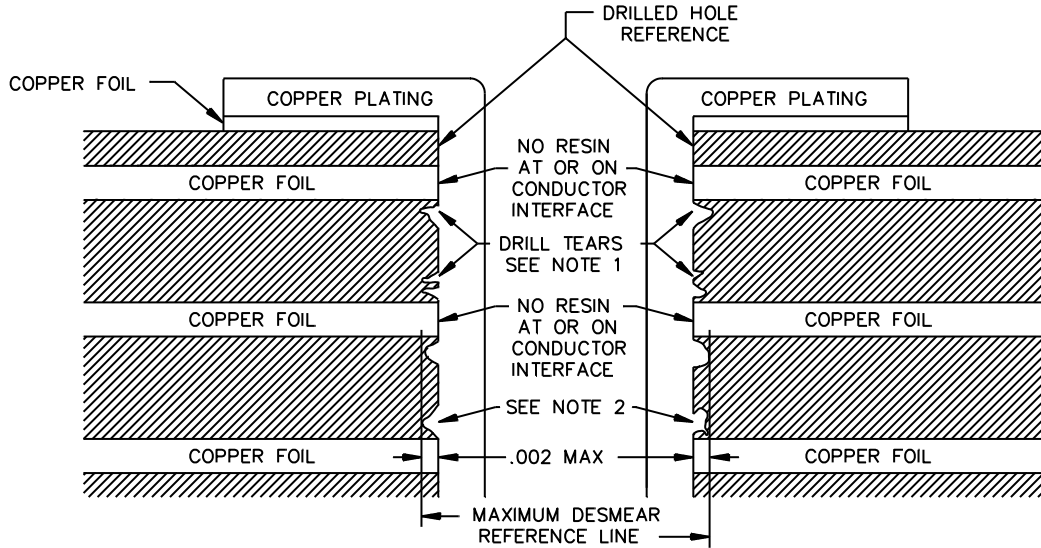 DRILLED HOLE
REFERENCE
COPPER FOIL
COPPER PLATING
COPPER PLATING
NO RESIN
AT OR ON
CONDUCTOR
INTERFACE
COPPER FOIL
COPPER FOIL
DRILL TEARS
SEE NOTE 1
NO RESIN
AT OR ON
CONDUCTOR
INTERFACE
COPPER FOIL
COPPER FOIL
SEE NOTE 2
COPPER FOIL
.002 MAX
COPPER FOIL
MAXIMUM DESMEAR
REFERENCE LINE